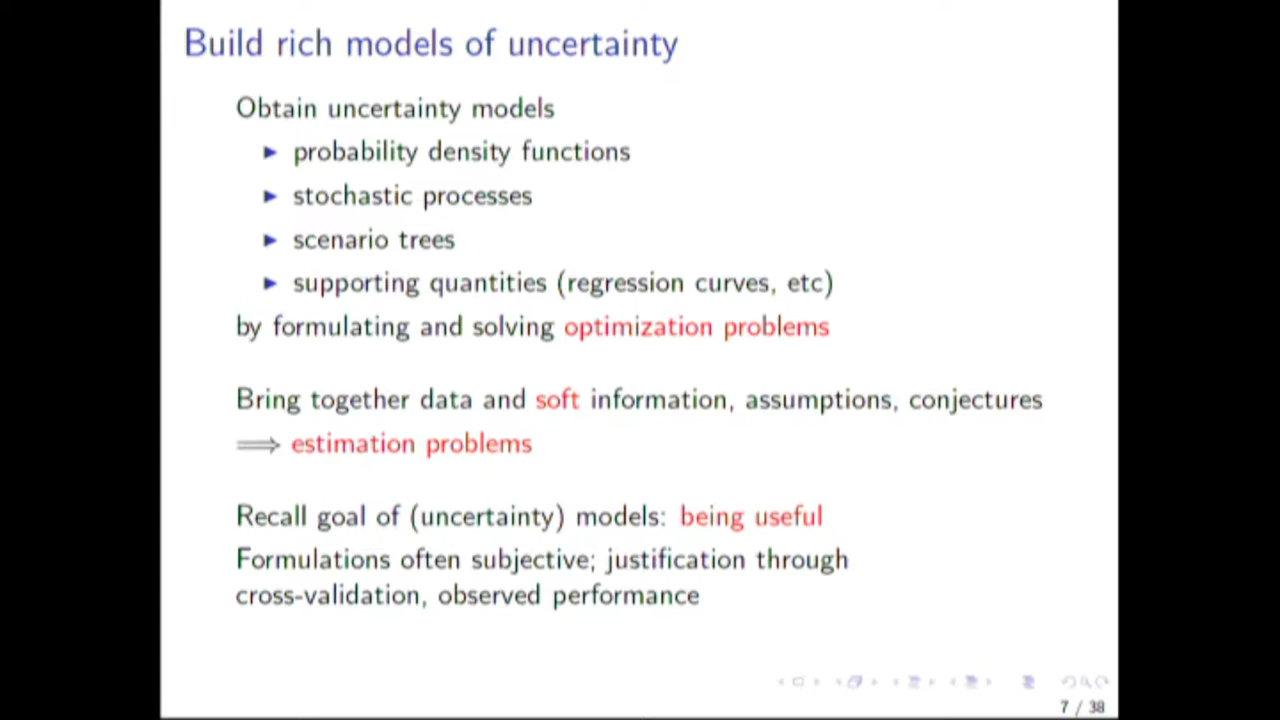 Build rich models of uncertainty
Obtain uncertainty models
▶ probability density functions
▶ stochastic processes
▶ scenario trees
▶ supporting quantities (regression curves, etc)
by formulating and solving optimization problems
Bring together data and soft information, assumptions, conjectures
⟹ estimation problems
Recall goal of (uncertainty) models: being useful
Formulations often subjective; justification through
cross-validation, observed performance
7 / 38